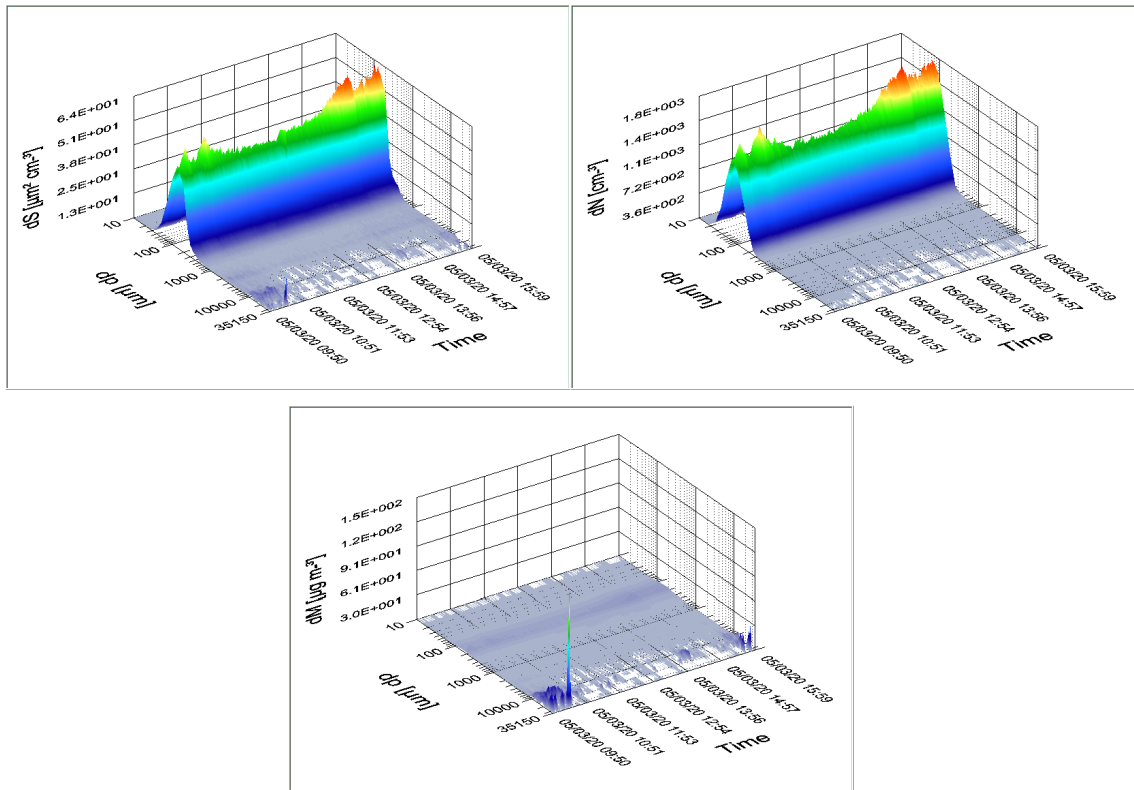 6.4E+001
5.1E+001
3.8E+001
2.5E+001
1.3E+001
dS [µm² cm-³]
10
100
1000
10000
35150
dp [µm]
05/03/20 09:50
05/03/20 10:51
05/03/20 11:53
05/03/20 12:54
05/03/20 13:56
05/03/20 14:57
05/03/20 15:59
Time
1.8E+003
1.4E+003
1.1E+003
7.2E+002
3.6E+002
dN [cm-³]
10
100
1000
10000
35150
dp [µm]
05/03/20 09:50
05/03/20 10:51
05/03/20 11:53
05/03/20 12:54
05/03/20 13:56
05/03/20 14:57
05/03/20 15:59
Time
1.5E+002
1.2E+002
9.1E+001
6.1E+001
3.0E+001
dM [µg m-³]
10
100
1000
10000
35150
dp [µm]
05/03/20 09:50
05/03/20 10:51
05/03/20 11:53
05/03/20 12:54
05/03/20 13:56
05/03/20 14:57
05/03/20 15:59
Time